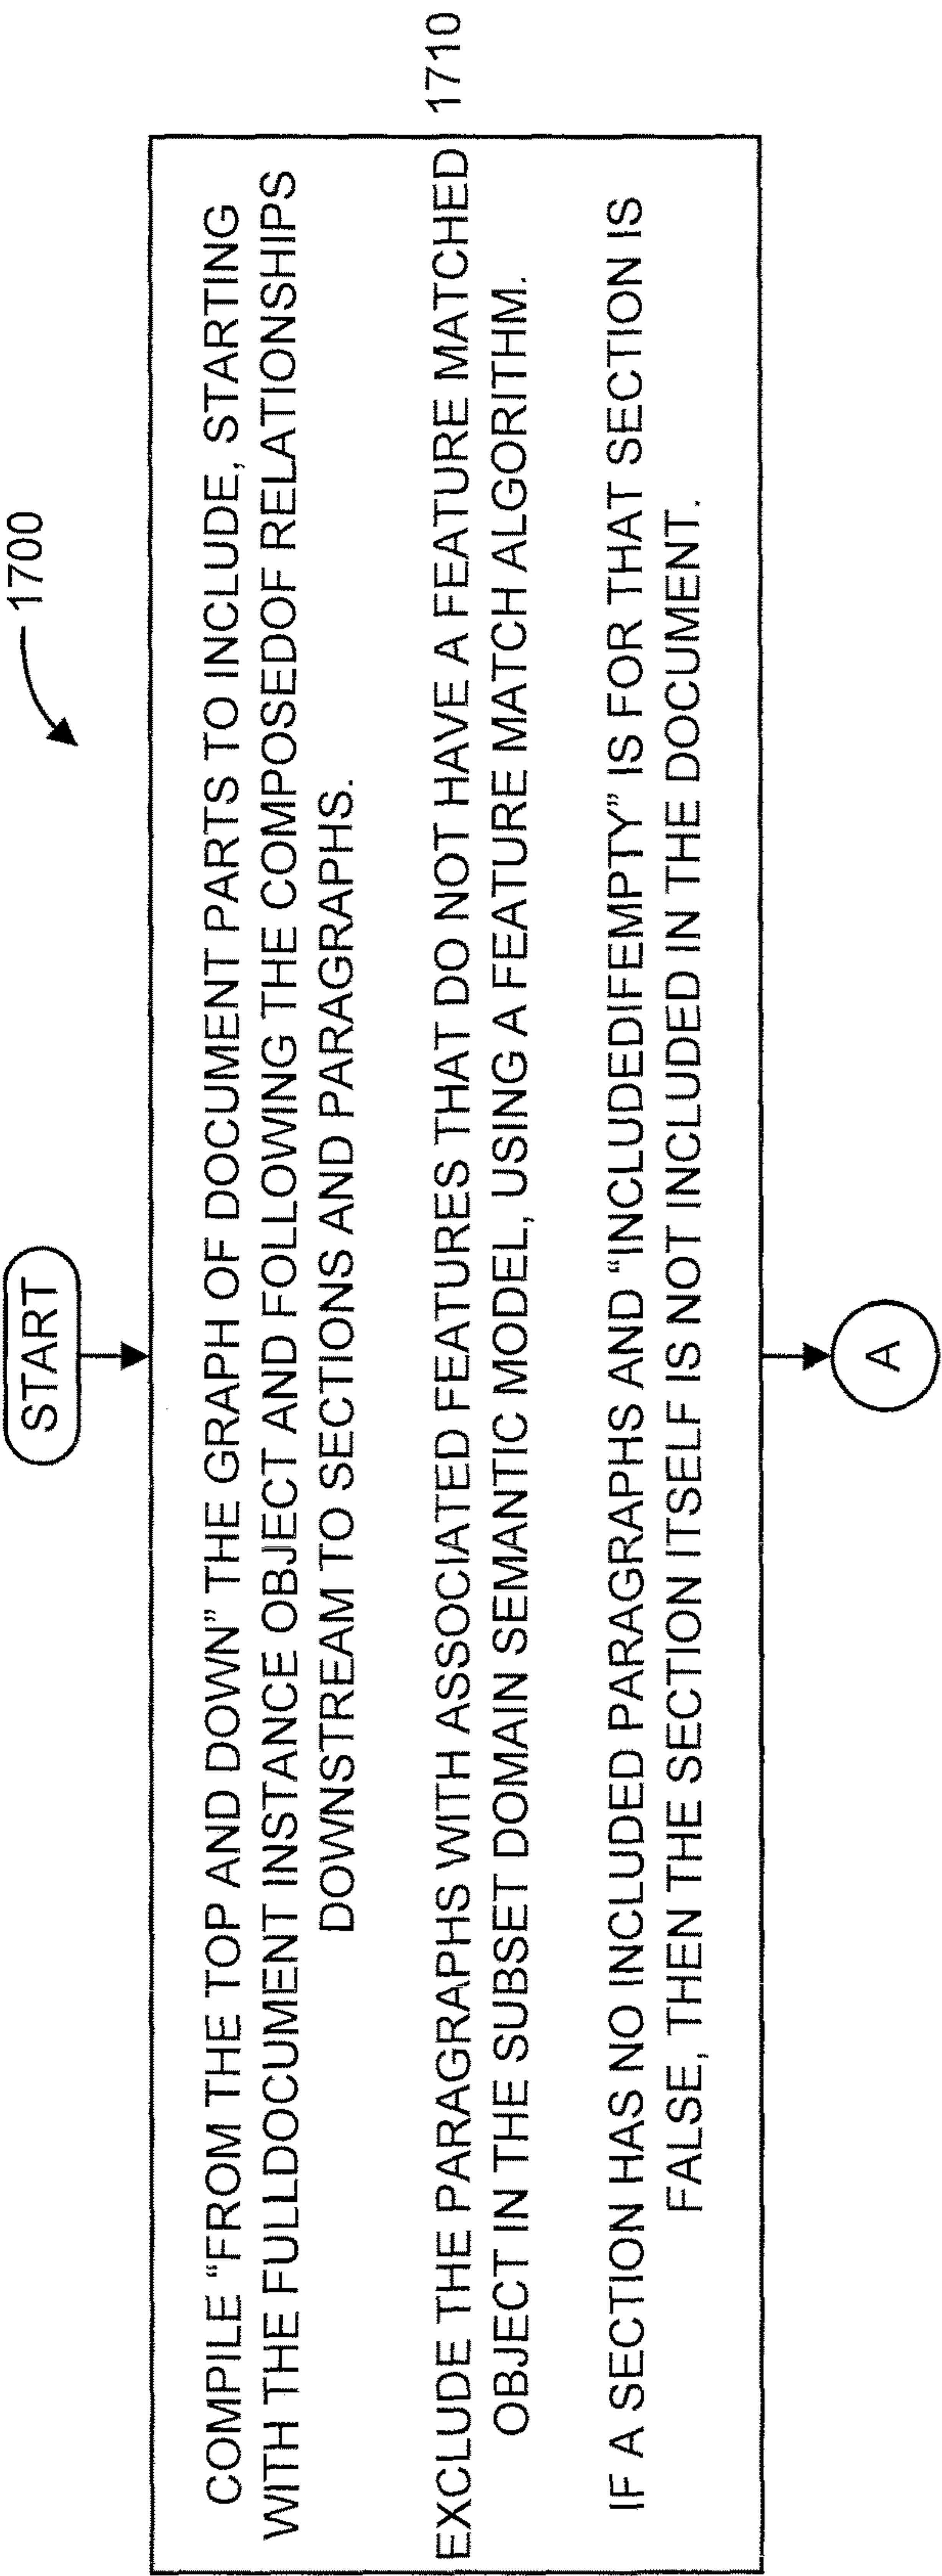 1700
START
COMPILE “FROM THE TOP AND DOWN” THE GRAPH OF DOCUMENT PARTS TO INCLUDE, STARTING
WITH THE FULLDOCUMENT INSTANCE OBJECT AND FOLLOWING THE COMPOSEDOF RELATIONSHIPS
DOWNSTREAM TO SECTIONS AND PARAGRAPHS.
EXCLUDE THE PARAGRAPHS WITH ASSOCIATED FEATURES THAT DO NOT HAVE A FEATURE MATCHED
OBJECT IN THE SUBSET DOMAIN SEMANTIC MODEL, USING A FEATURE MATCH ALGORITHM.
1710
IF A SECTION HAS NO INCLUDED PARAGRAPHS AND “INCLUDEDIFEMPTY” IS FOR THAT SECTION IS
FALSE, THEN THE SECTION ITSELF IS NOT INCLUDED IN THE DOCUMENT.
A